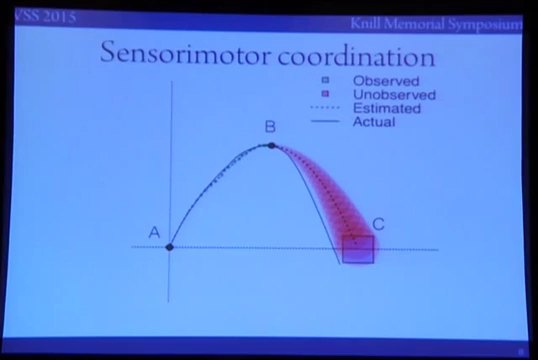 VSS 2015
Knill Memorial Symposium
Sensorimotor coordination
Observed
Unobserved
Estimated
Actual
B
A
C